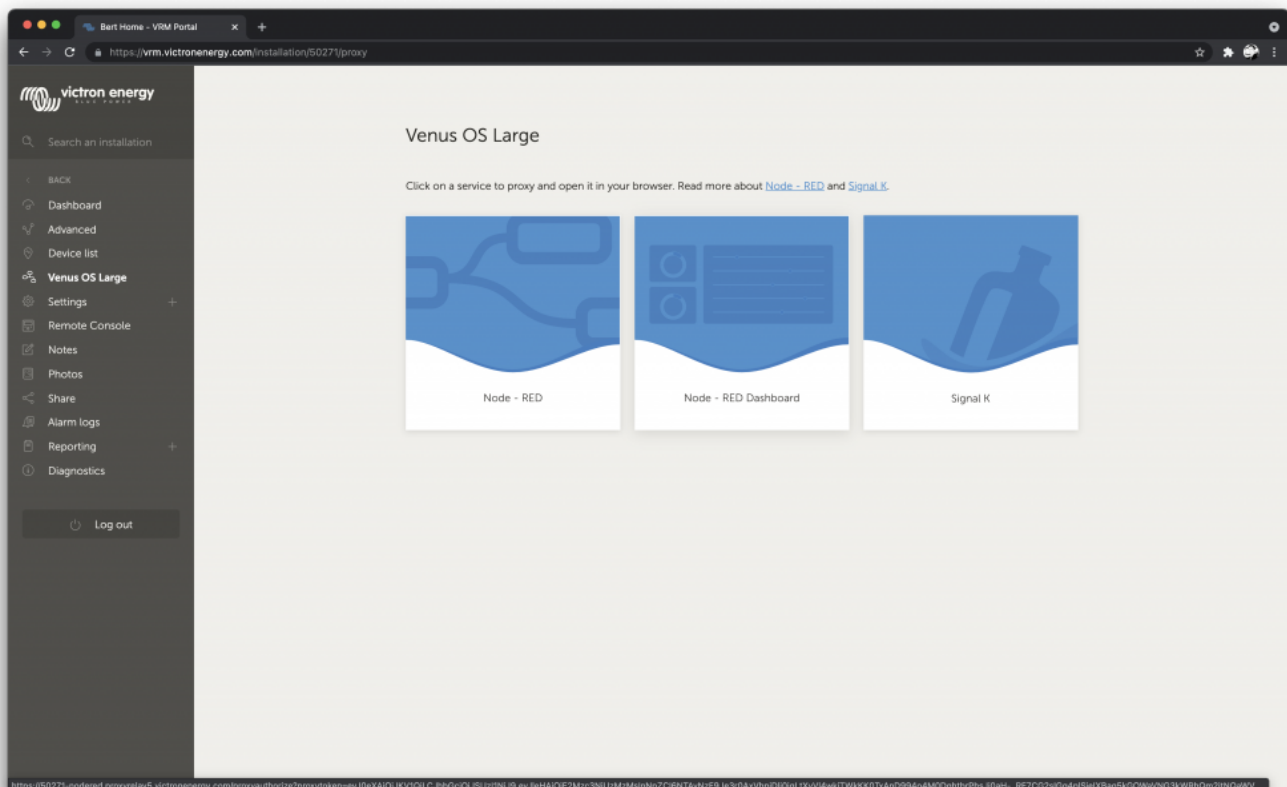 Bert Home - VRM Portal
https://vrm.victronenergy.com/installation/50271/proxy
victron energy
BLUE POWER
Search an installation
BACK
Dashboard
Advanced
Device list
Venus OS Large
Settings
Remote Console
Notes
Photos
Share
Alarm logs
Reporting
Diagnostics
Log out
Venus OS Large
Click on a service to proxy and open it in your browser. Read more about Node - RED and Signal K.
Node - RED
Node - RED Dashboard
Signal K